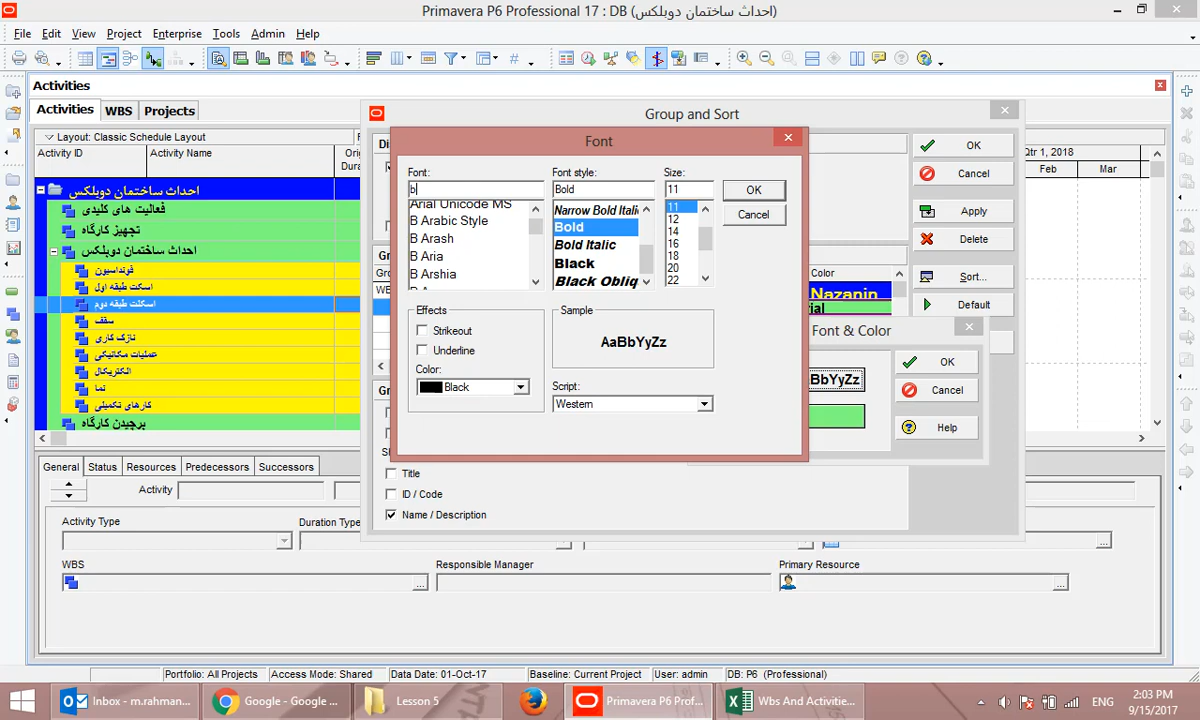 Primavera P6 Professional 17 : DB (احداث ساختمان دوبلکس)
File Edit View Project Enterprise Tools Admin Help
Activities
Activities WBS Projects
Layout: Classic Schedule Layout
Activity ID Activity Name Duration
Qtr 1, 2018
Feb Mar
احداث ساختمان دوبلکس
فعالیت های کلیدی
تجهیز کارگاه
احداث ساختمان دوبلکس
فونداسیون
اسکت طبقه اول
اسکلت طبقه دوم
سقف
نازک کاری
عملیات مکانیکی
الکتریکال
نما
کارهای تکمیلی
برچیدن کارگاه
Group and Sort
OK
Cancel
Apply
Delete
Sort...
Default
Color
Nazanin
Font
Font: Font style: Size:
b Bold 11
Arial Unicode MS
B Arabic Style
B Arash
B Aria
B Arshia
Narrow Bold Itali
Bold
Bold Italic
Black
Black Obliq
11
12
14
16
18
20
22
OK
Cancel
Effects
Strikeout
Underline
Color:
Black
Sample
AaBbYyZz
Script:
Western
Font & Color
BbYyZz
OK
Cancel
Help
Title
ID / Code
Name / Description
General Status Resources Predecessors Successors
Activity
Activity Type
Duration Type
WBS
Responsible Manager
Primary Resource
Portfolio: All Projects Access Mode: Shared Data Date: 01-Oct-17 Baseline: Current Project User: admin DB: P6 (Professional)
Inbox - m.rahman... Google - Google ... Lesson 5 Primavera P6 Prof... Wbs And Activitie...
ENG
2:03 PM
9/15/2017